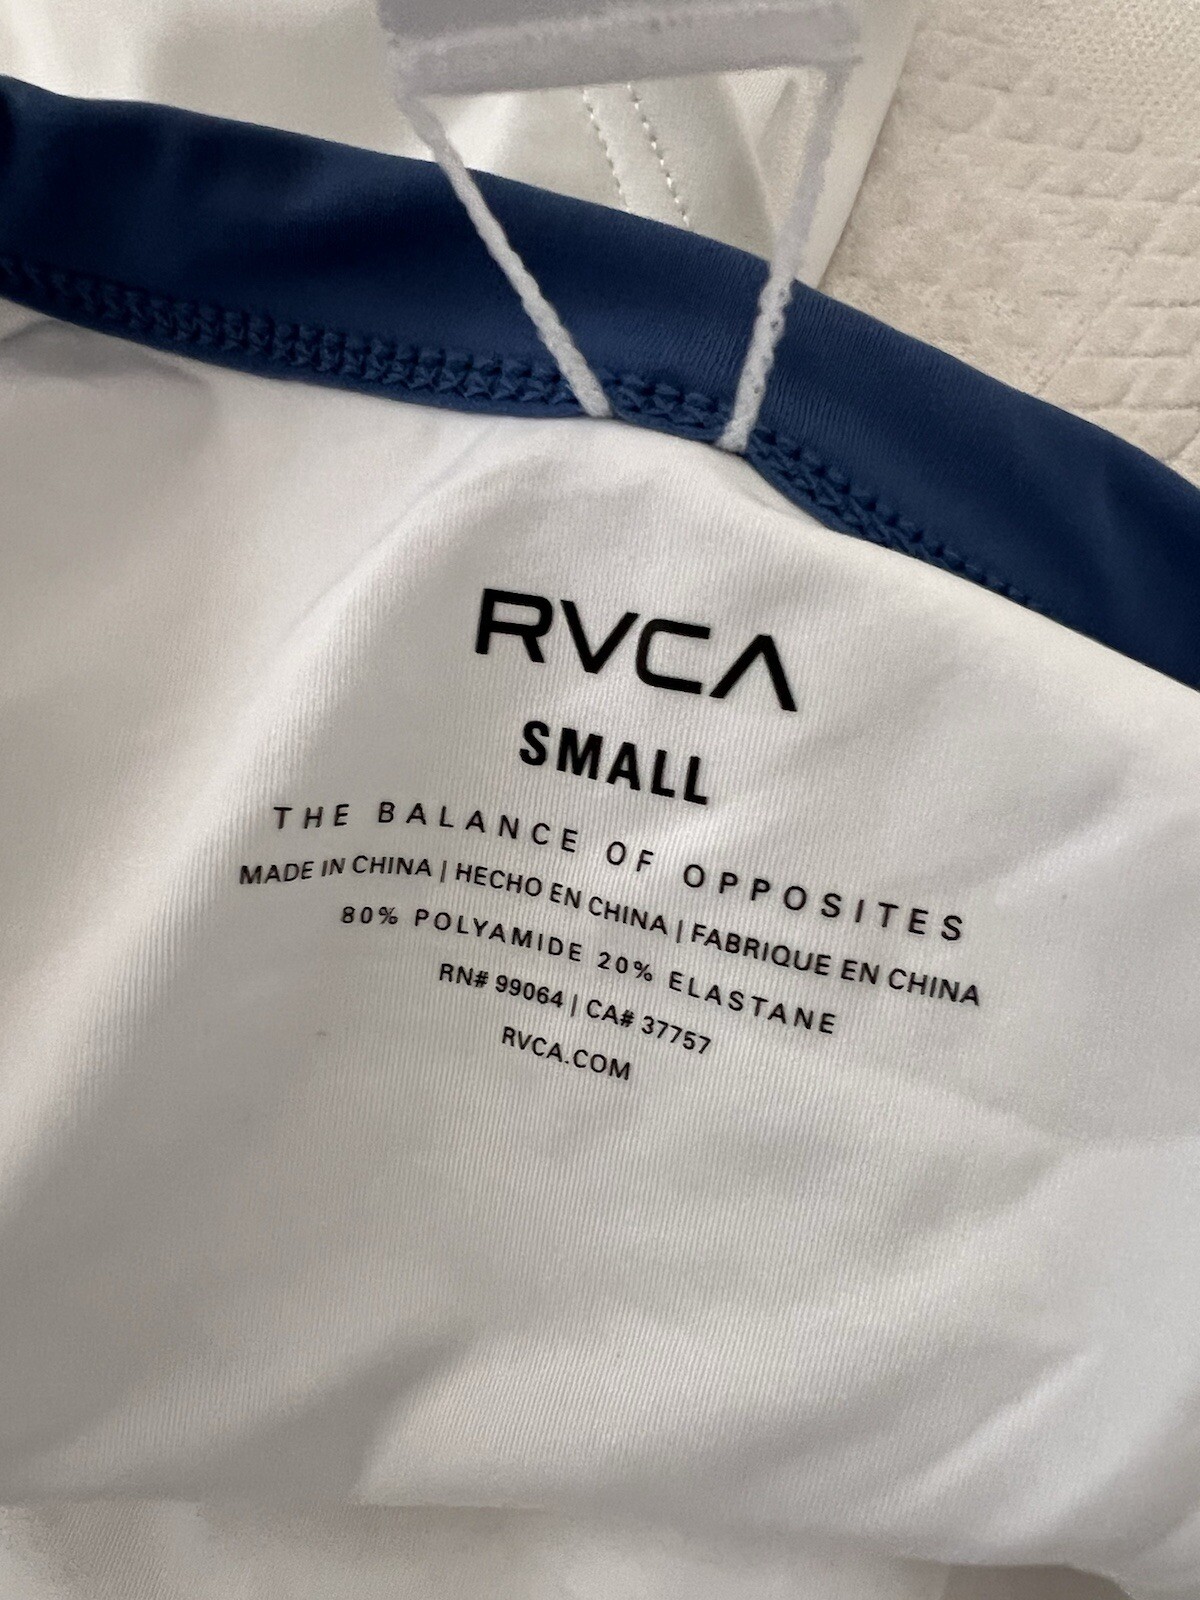 RVCA
SMALL
THE BALANCE OF OPPOSITES
MADE IN CHINA | HECHO EN CHINA | FABRIQUE EN CHINA
80% POLYAMIDE 20% ELASTANE
RN# 99064 | CA# 37757
RVCA.COM